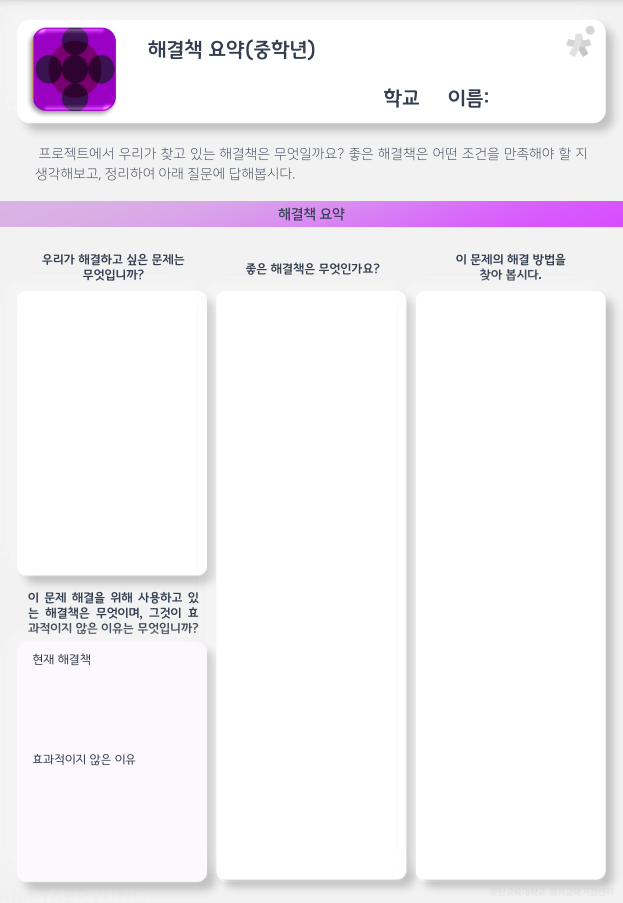 해결책 요약(중학년)
학교 이름:
프로젝트에서 우리가 찾고 있는 해결책은 무엇일까요? 좋은 해결책은 어떤 조건을 만족해야 할 지
생각해보고, 정리하여 아래 질문에 답해봅시다.
해결책 요약
우리가 해결하고 싶은 문제는
무엇입니까?
좋은 해결책은 무엇인가요?
이 문제의 해결 방법을
찾아 봅시다.
이 문제 해결을 위해 사용하고 있
는 해결책은 무엇이며, 그것이 효
과적이지 않은 이유는 무엇입니까?
현재 해결책
효과적이지 않은 이유